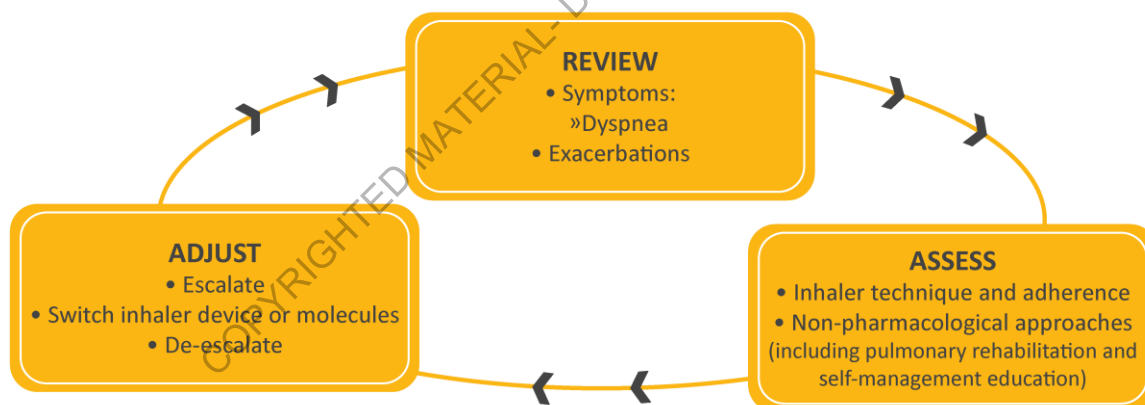 REVIEW
• Symptoms:
»Dyspnea
• Exacerbations
ADJUST
• Escalate
• Switch inhaler device or molecules
• De-escalate
ASSESS
• Inhaler technique and adherence
• Non-pharmacological approaches
(including pulmonary rehabilitation and
self-management education)
COPYRIGHTED MATERIAL- D